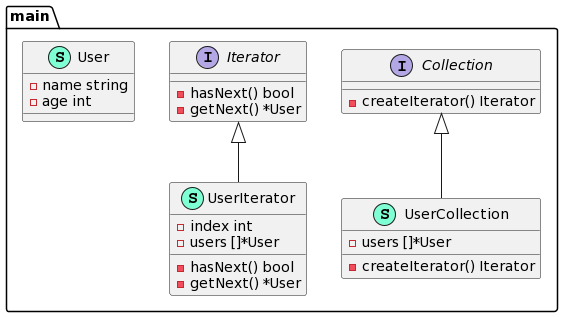 main
S User
name string
age int
I Iterator
hasNext() bool
getNext() *User
I Collection
createIterator() Iterator
S UserIterator
index int
users []*User
hasNext() bool
getNext() *User
S UserCollection
users []*User
createIterator() Iterator